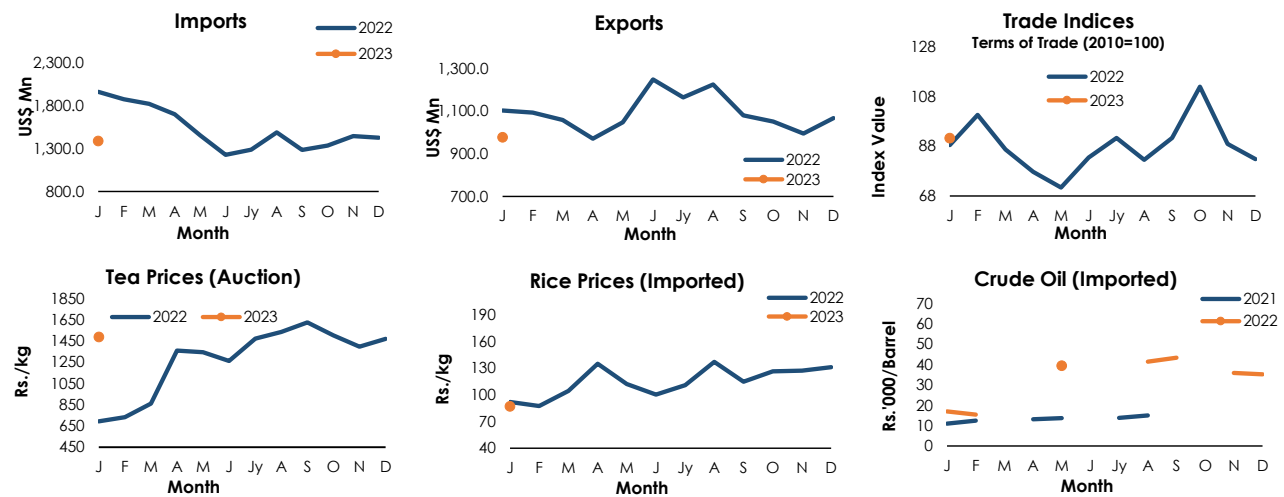 Imports
2022
2023
US$ Mn
2,300.0
1,800.0
1,300.0
800.0
J F M A M J Jy A S O N D
Month
Exports
US$ Mn
1,300.0
1,100.0
900.0
700.0
2022
2023
J F M A M J Jy A S O N D
Month
Trade Indices
Terms of Trade (2010=100)
2022
2023
Index Value
128
108
88
68
J F M A M J Jy A S O N D
Month
Tea Prices (Auction)
2022 2023
Rs./kg
1850
1650
1450
1250
1050
850
650
450
J F M A M J Jy A S O N D
Month
Rice Prices (Imported)
2022
2023
Rs./kg
190
160
130
100
70
40
J F M A M J Jy A S O N D
Month
Crude Oil (Imported)
2021
2022
Rs.'000/Barrel
70
60
50
40
30
20
10
0
J F M A M J Jy A S O N D
Month